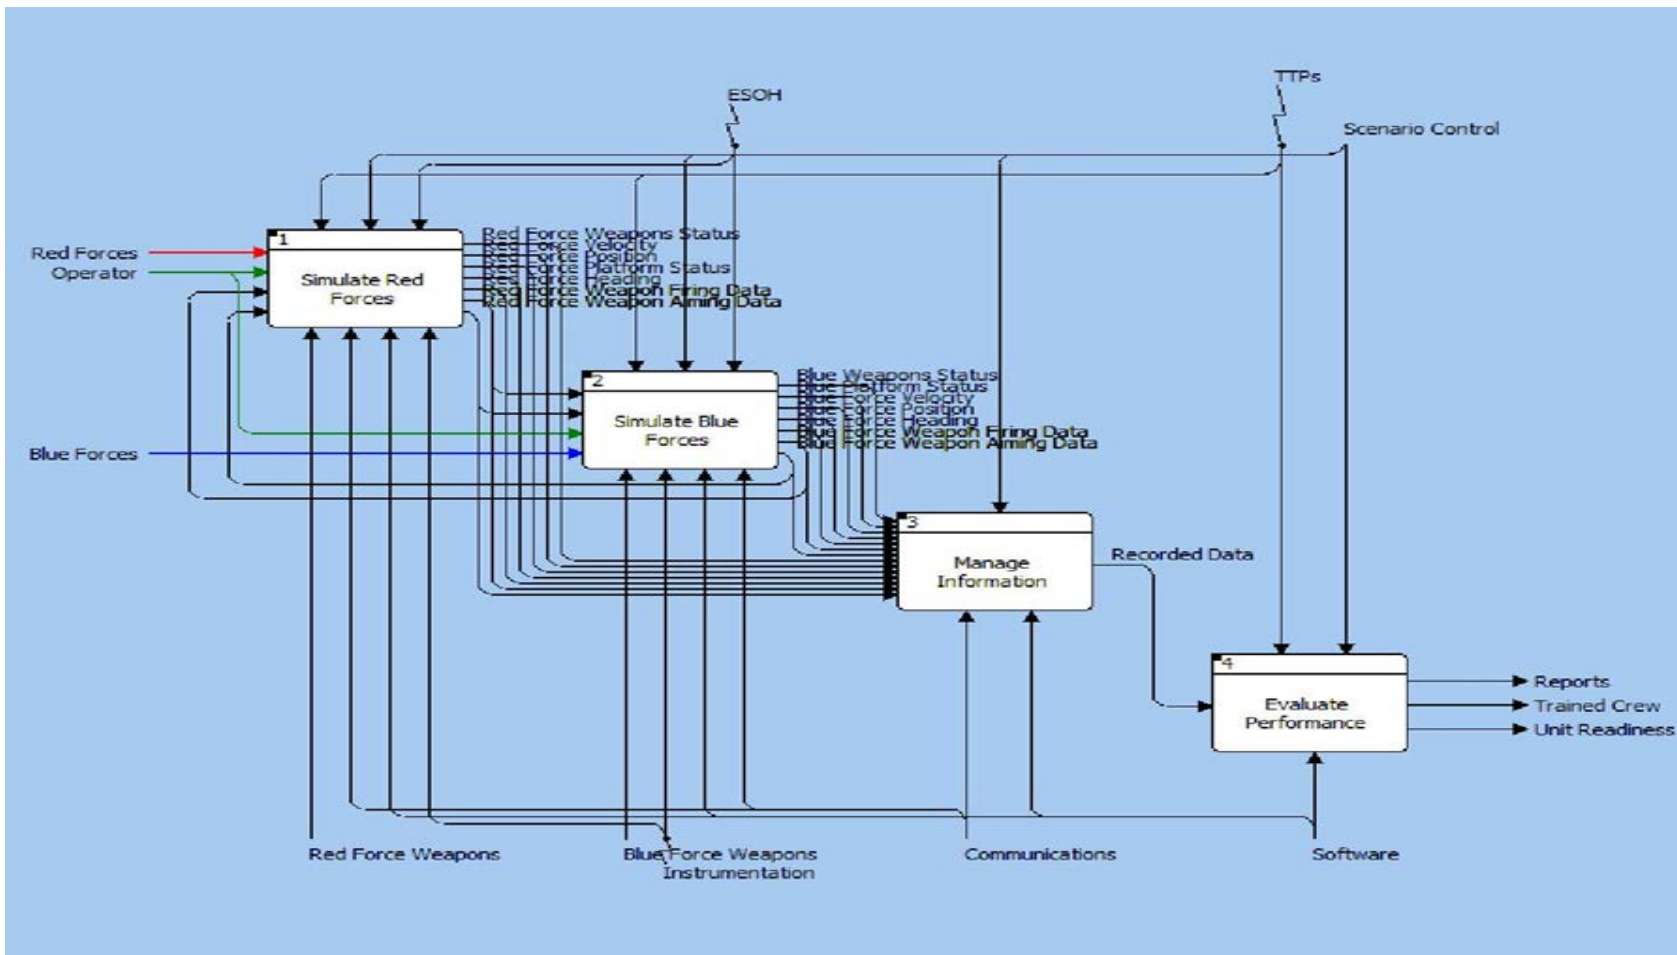 TTPs
ESOH
Scenario Control
1
Red Force Weapons Status
Red Force Velocity
Red Force Position
Red Force Platform Status
Red Force Heading
Red Force Weapon Firing Data
Red Force Weapon Aiming Data
Red Forces
Operator
Simulate Red
Forces
2
Blue Weapons Status
Blue Platform Status
Blue Force Velocity
Blue Force Position
Blue Force Heading
Blue Force Weapon Firing Data
Blue Force Weapon Aiming Data
Simulate Blue
Forces
Blue Forces
3
Manage
Information
Recorded Data
4
Evaluate
Performance
Reports
Trained Crew
Unit Readiness
Red Force Weapons
Blue Force Weapons
Instrumentation
Communications
Software